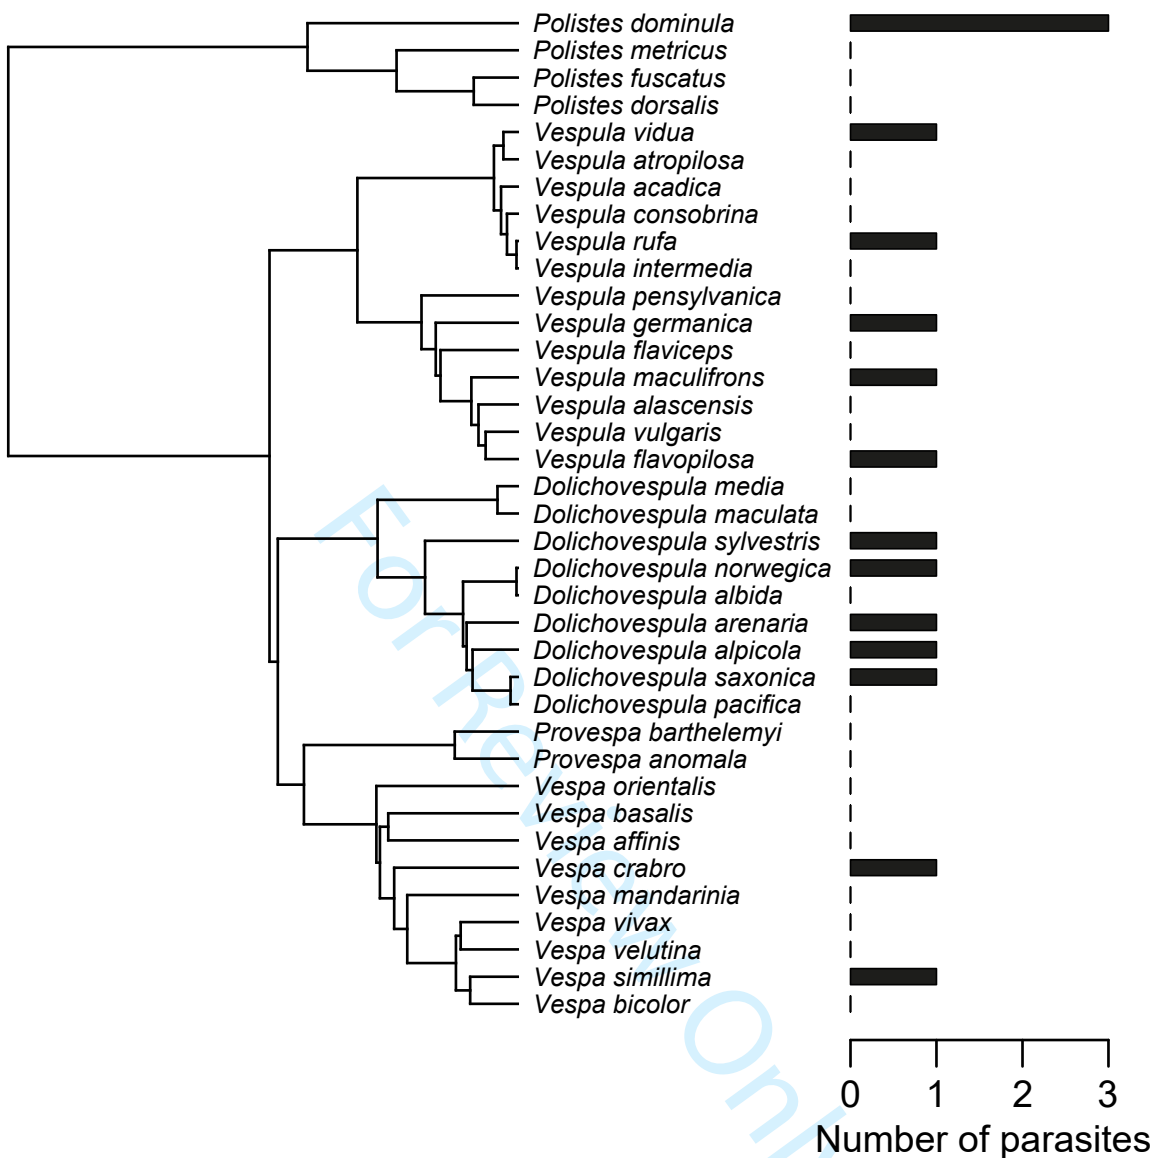 Polistes dominula
Polistes metricus
Polistes fuscatus
Polistes dorsalis
Vespula vidua
Vespula atropilosa
Vespula acadica
Vespula consobrina
Vespula rufa
Vespula intermedia
Vespula pensylvanica
Vespula germanica
Vespula flaviceps
Vespula maculifrons
Vespula alascensis
Vespula vulgaris
Vespula flavopilosa
Dolichovespula media
Dolichovespula maculata
Dolichovespula sylvestris
Dolichovespula norwegica
Dolichovespula albida
Dolichovespula arenaria
Dolichovespula alpicola
Dolichovespula saxonica
Dolichovespula pacifica
Provespa barthelemyi
Provespa anomala
Vespa orientalis
Vespa basalis
Vespa affinis
Vespa crabro
Vespa mandarinia
Vespa vivax
Vespa velutina
Vespa simillima
Vespa bicolor
0 1 2 3
Number of parasites
For Review Onl